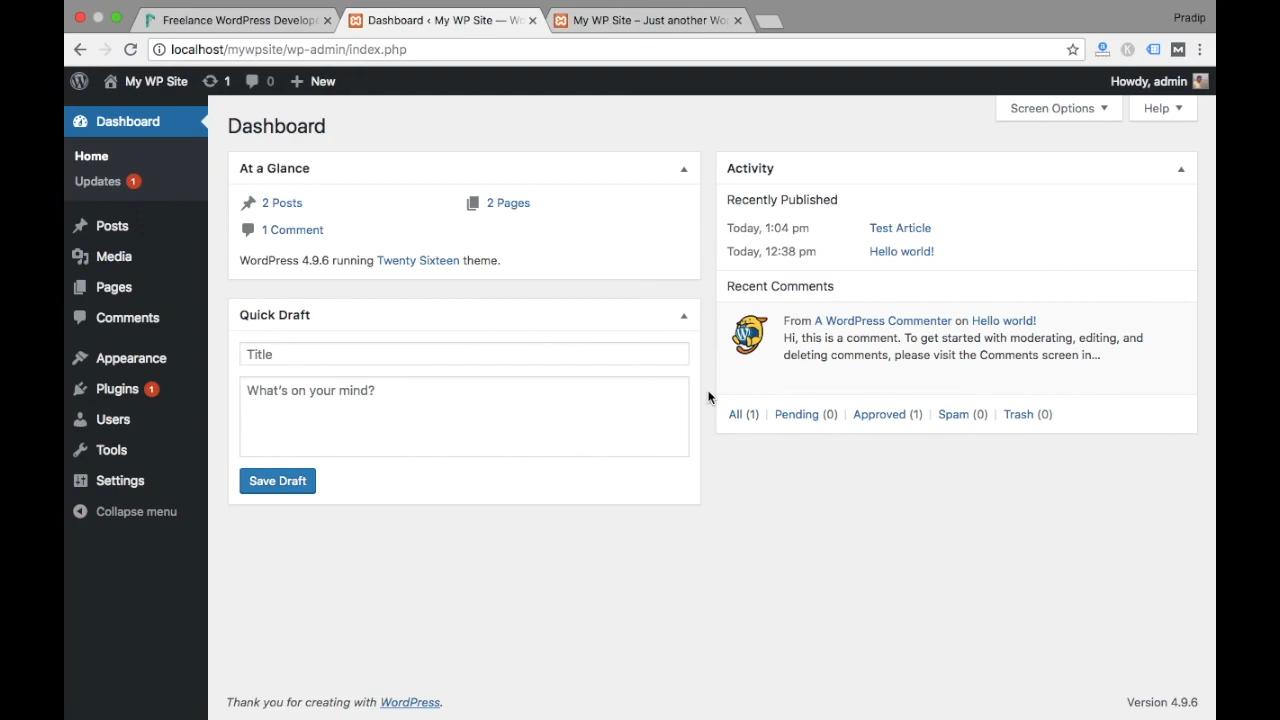 Freelance WordPress Develope
Dashboard ‹ My WP Site — Wo
My WP Site – Just another Wo
Pradip
localhost/mywpsite/wp-admin/index.php
My WP Site 1 0 New
Howdy, admin
Dashboard
Home
Updates 1
Posts
Media
Pages
Comments
Appearance
Plugins 1
Users
Tools
Settings
Collapse menu
Screen Options
Help
Dashboard
At a Glance
2 Posts
2 Pages
1 Comment
WordPress 4.9.6 running Twenty Sixteen theme.
Quick Draft
Title
What's on your mind?
Save Draft
Activity
Recently Published
Today, 1:04 pm Test Article
Today, 12:38 pm Hello world!
Recent Comments
From A WordPress Commenter on Hello world!
Hi, this is a comment. To get started with moderating, editing, and
deleting comments, please visit the Comments screen in…
All (1) | Pending (0) | Approved (1) | Spam (0) | Trash (0)
Thank you for creating with WordPress.
Version 4.9.6